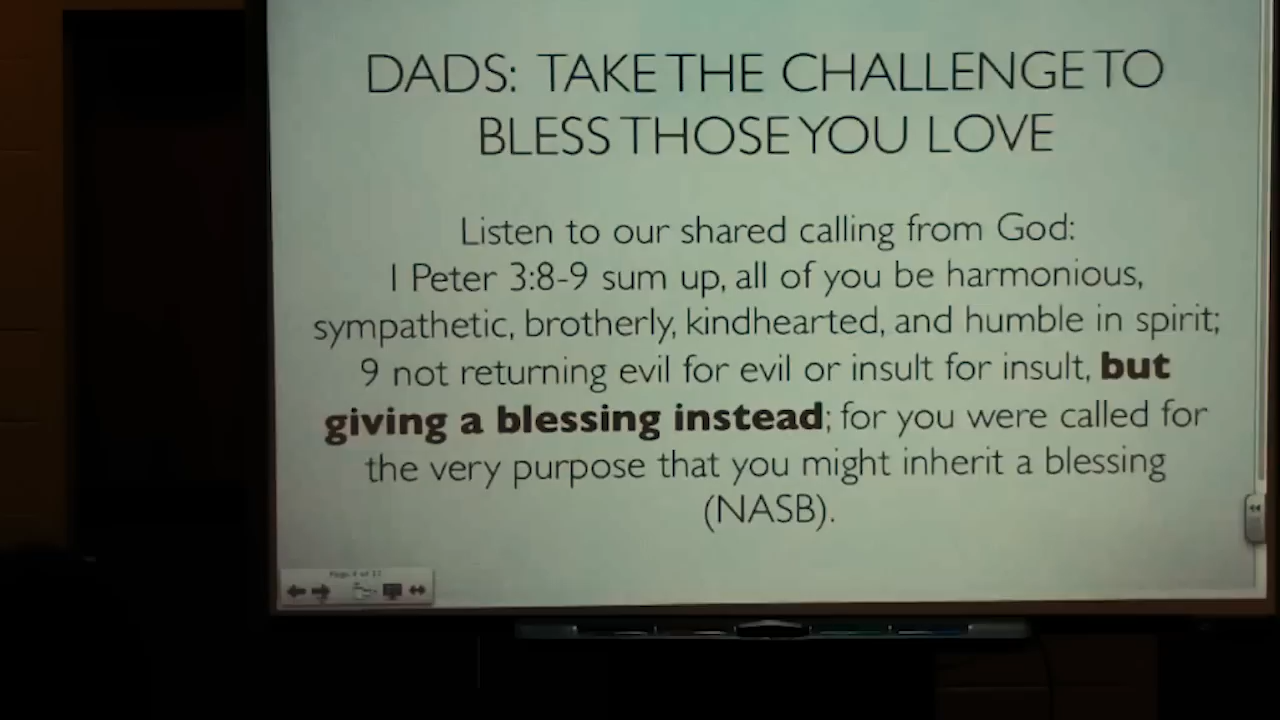 DADS: TAKE THE CHALLENGE TO
BLESS THOSE YOU LOVE
Listen to our shared calling from God:
1 Peter 3:8-9 sum up, all of you be harmonious,
sympathetic, brotherly, kindhearted, and humble in spirit;
9 not returning evil for evil or insult for insult, but
giving a blessing instead; for you were called for
the very purpose that you might inherit a blessing
(NASB).